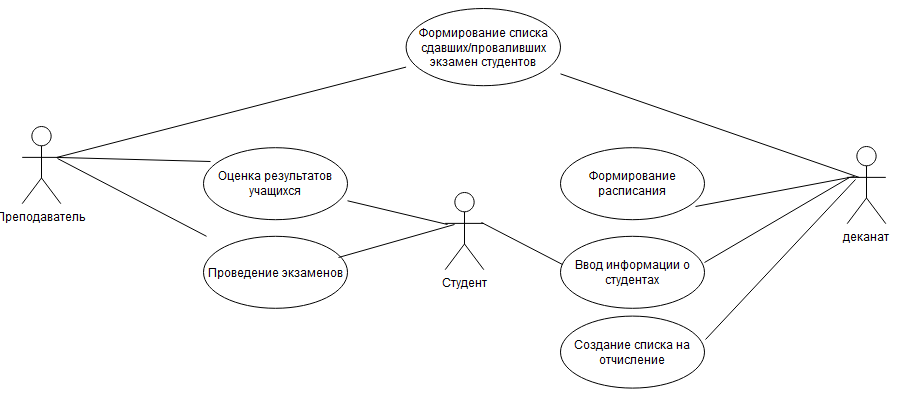 Формирование списка
сдавших/проваливших
экзамен студентов
Оценка результатов
учащихся
Формирование
расписания
Преподаватель
деканат
Проведение экзаменов
Студент
Ввод информации о
студентах
Создание списка на
отчисление